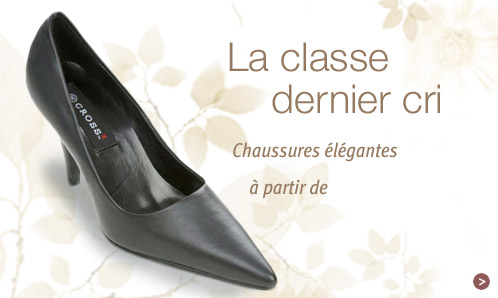 La classe
dernier cri
Chaussures élégantes
à partir de
CROSS